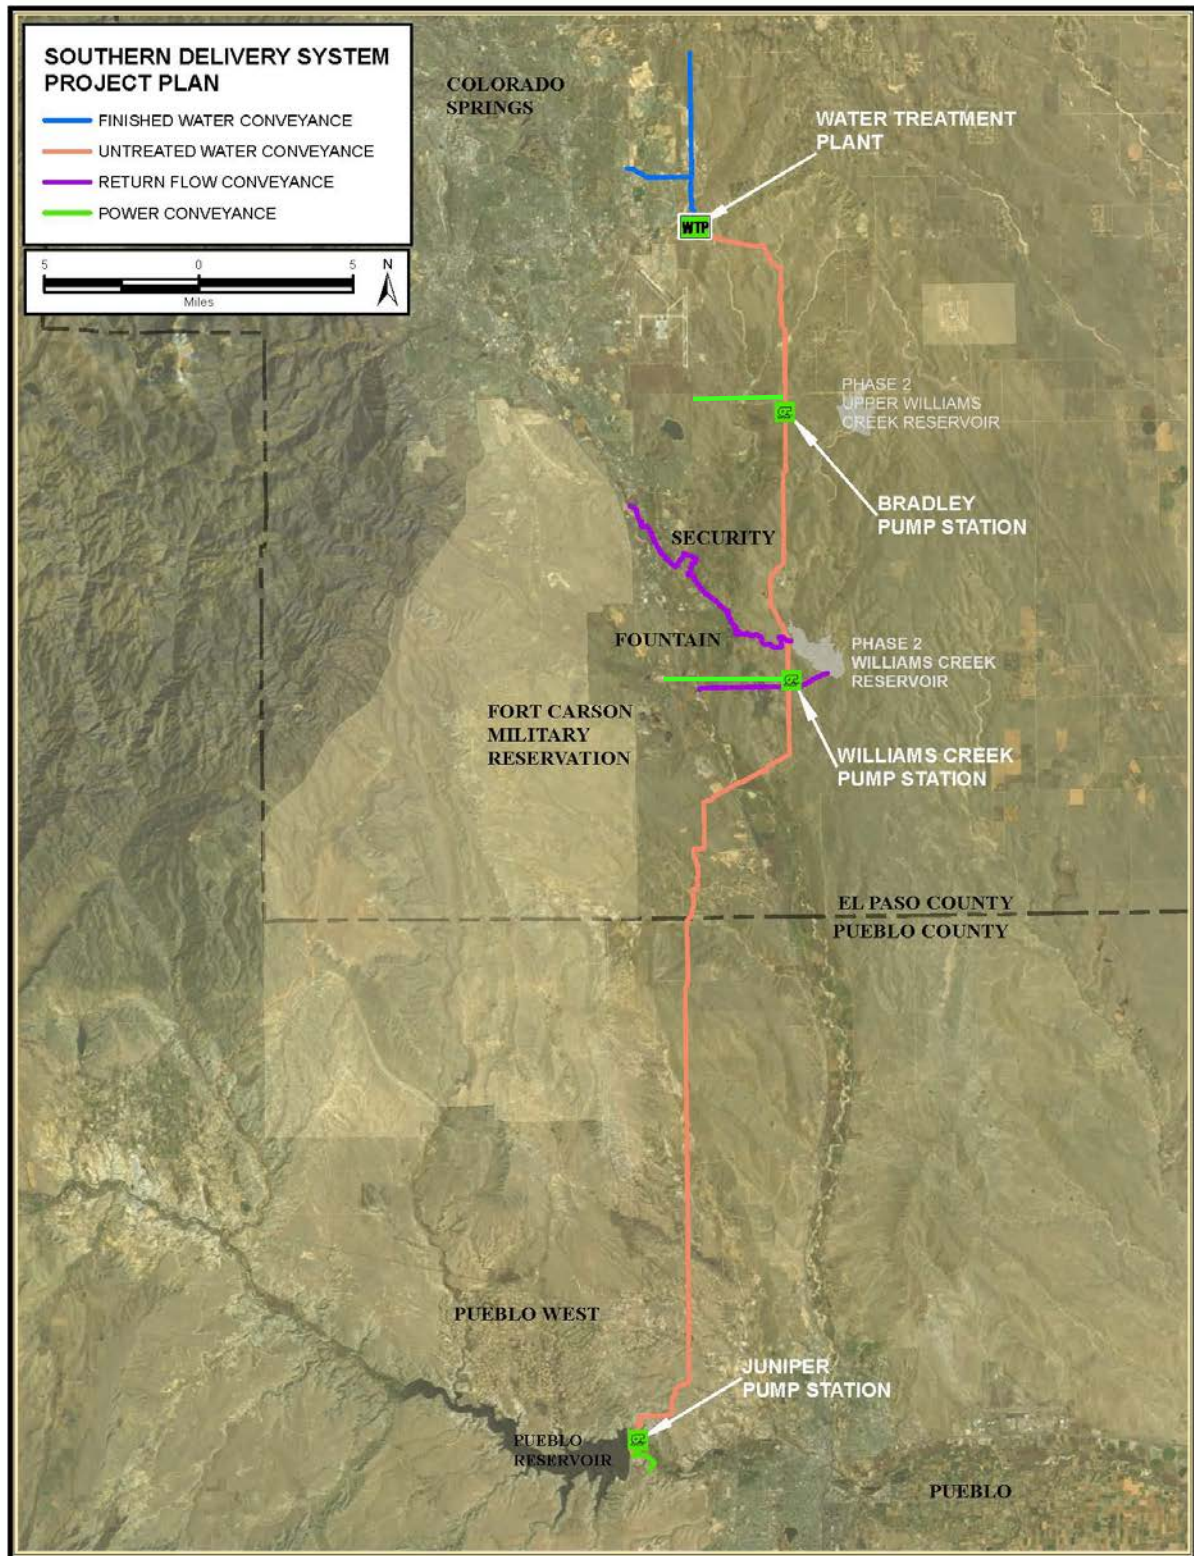 SOUTHERN DELIVERY SYSTEM
PROJECT PLAN
FINISHED WATER CONVEYANCE
UNTREATED WATER CONVEYANCE
RETURN FLOW CONVEYANCE
POWER CONVEYANCE
5 0 5
Miles
N
COLORADO
SPRINGS
WATER TREATMENT
PLANT
WTP
PHASE 2
UPPER WILLIAMS
CREEK RESERVOIR
BRADLEY
PUMP STATION
SECURITY
FOUNTAIN
PHASE 2
WILLIAMS CREEK
RESERVOIR
FORT CARSON
MILITARY
RESERVATION
WILLIAMS CREEK
PUMP STATION
EL PASO COUNTY
PUEBLO COUNTY
PUEBLO WEST
JUNIPER
PUMP STATION
PUEBLO
RESERVOIR
PUEBLO